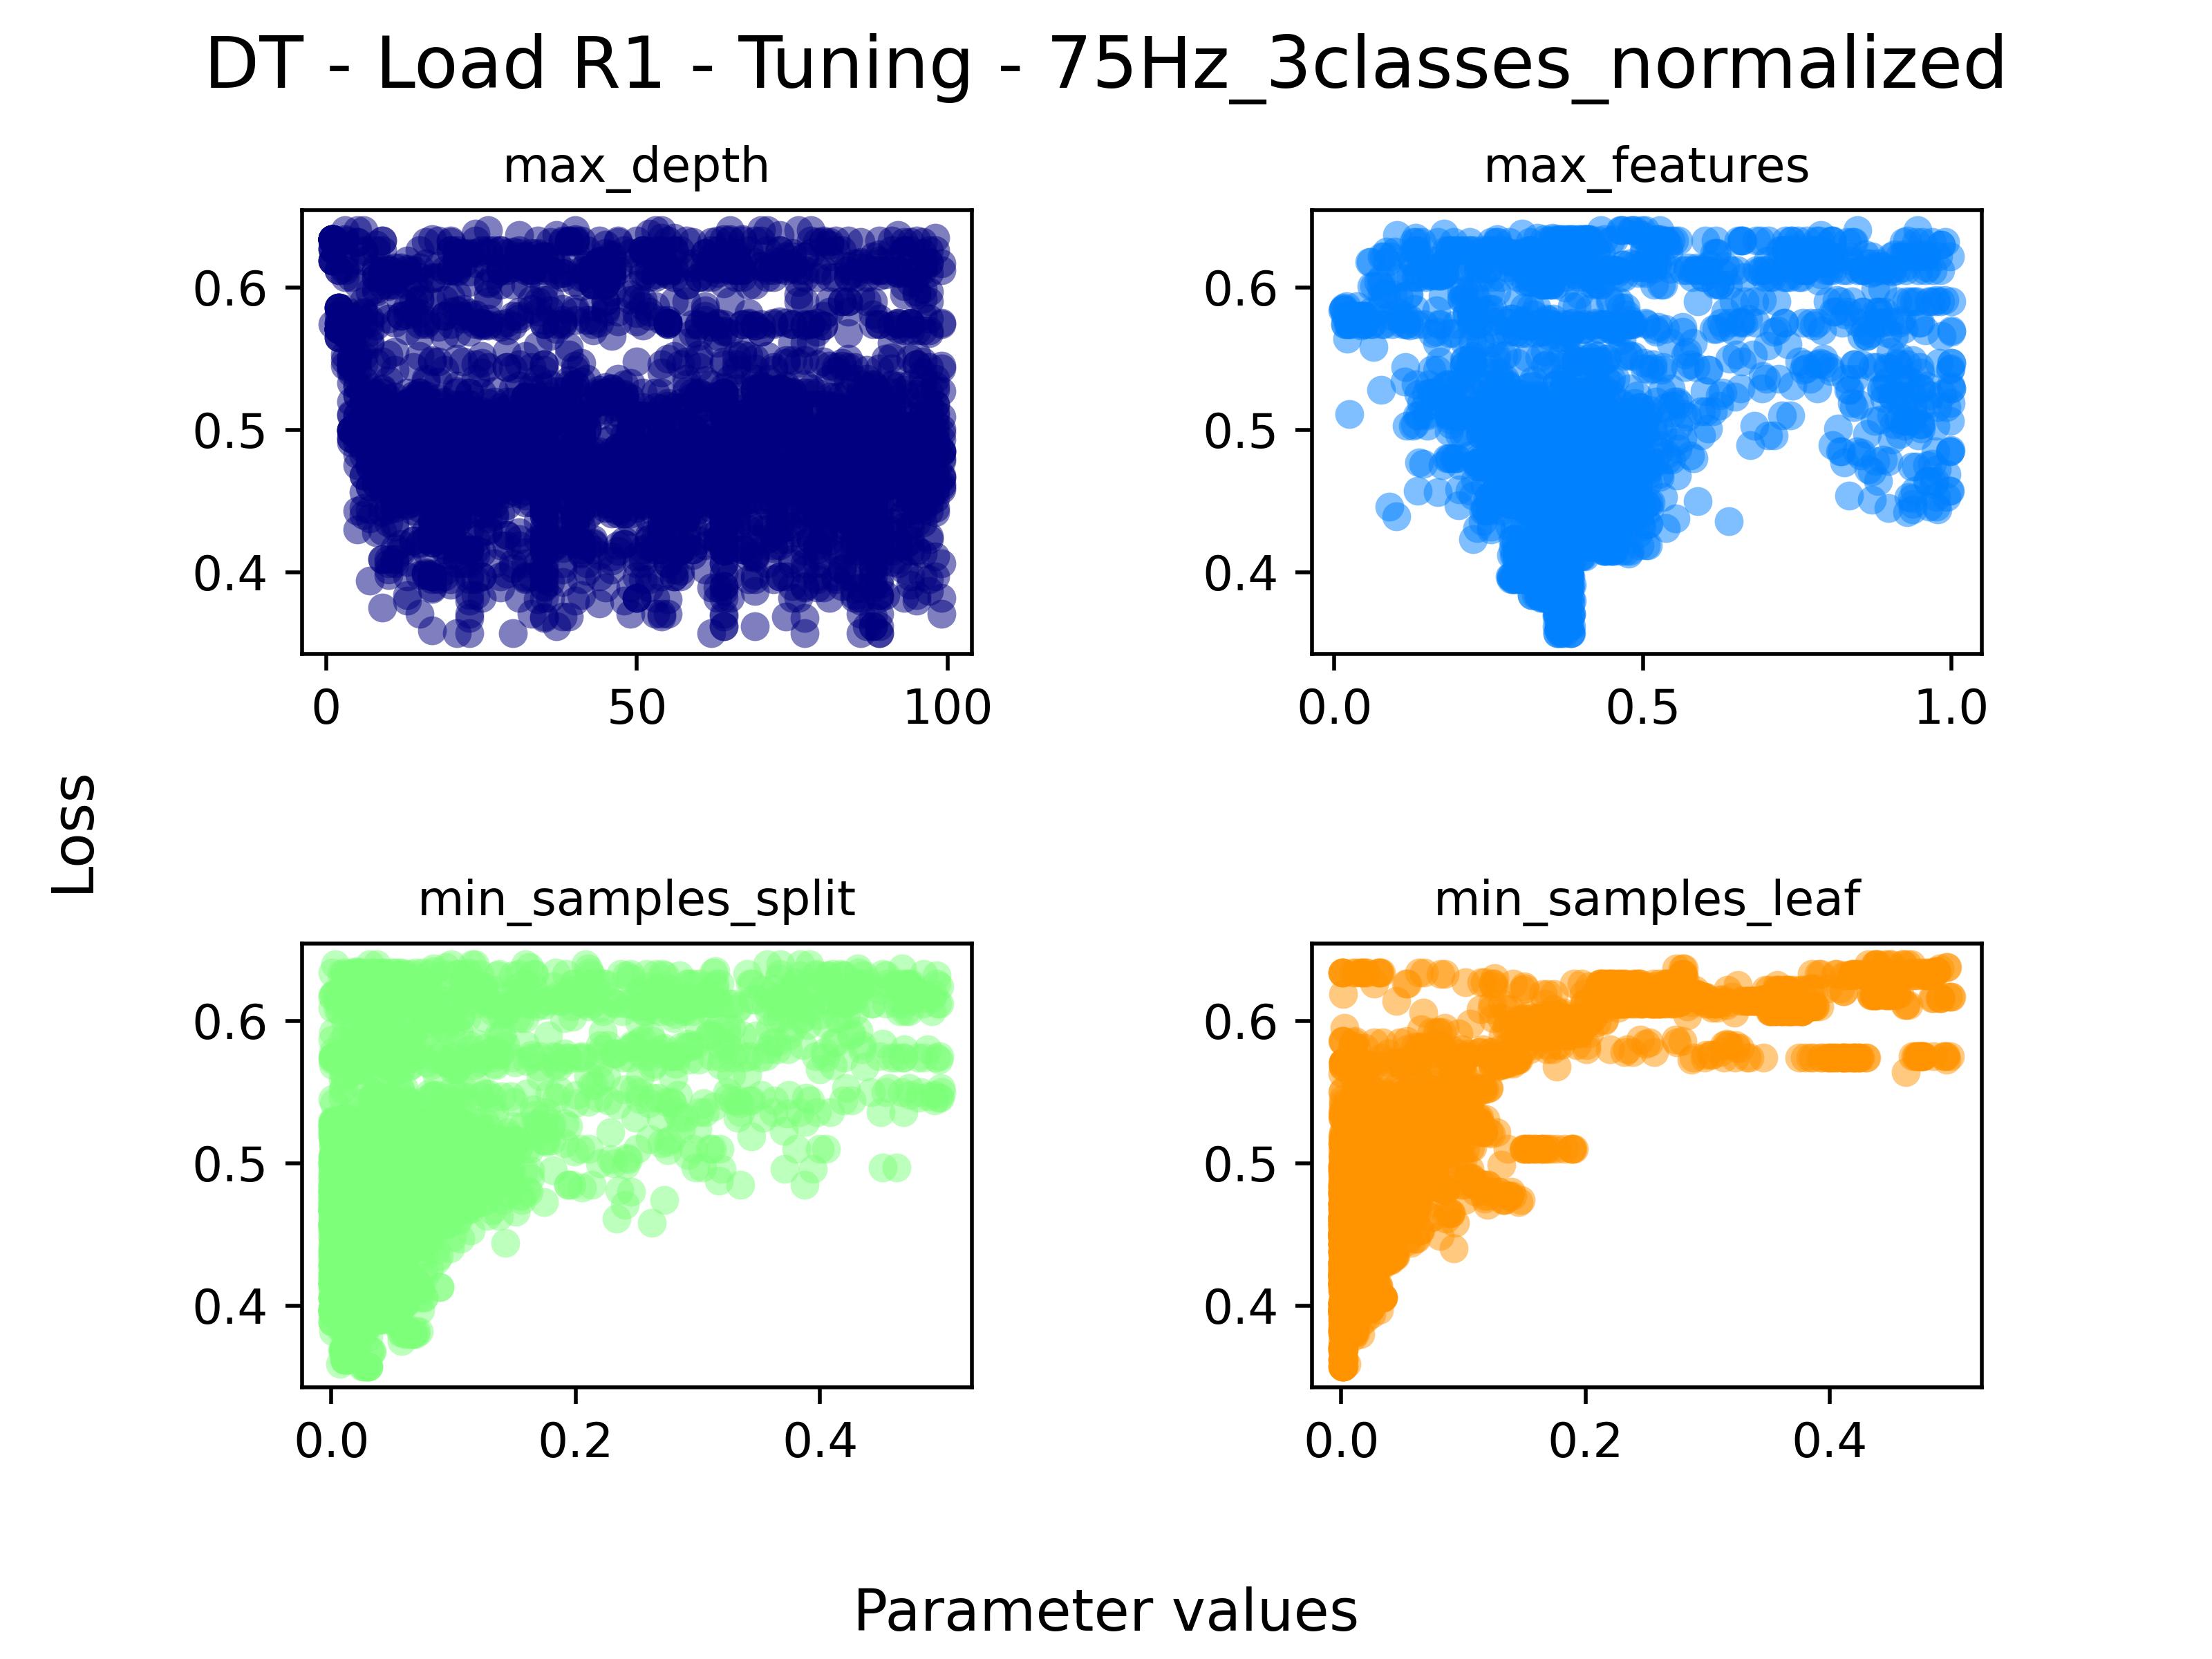 DT - Load R1 - Tuning - 75Hz_3classes_normalized
max_depth
0.6
0.5
0.4
0 50 100
max_features
0.6
0.5
0.4
0.0 0.5 1.0
Loss
min_samples_split
0.6
0.5
0.4
0.0 0.2 0.4
min_samples_leaf
0.6
0.5
0.4
0.0 0.2 0.4
Parameter values